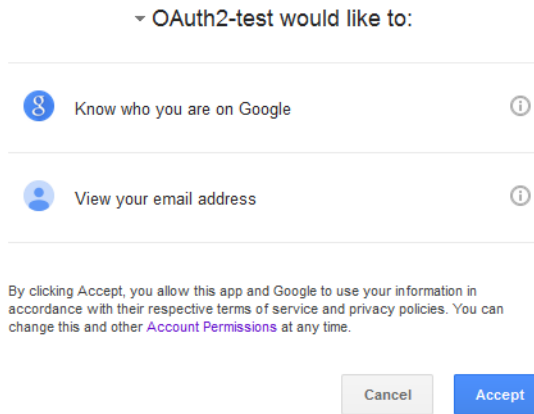 OAuth2-test would like to:
Know who you are on Google
View your email address
By clicking Accept, you allow this app and Google to use your information in
accordance with their respective terms of service and privacy policies. You can
change this and other Account Permissions at any time.
Cancel Accept